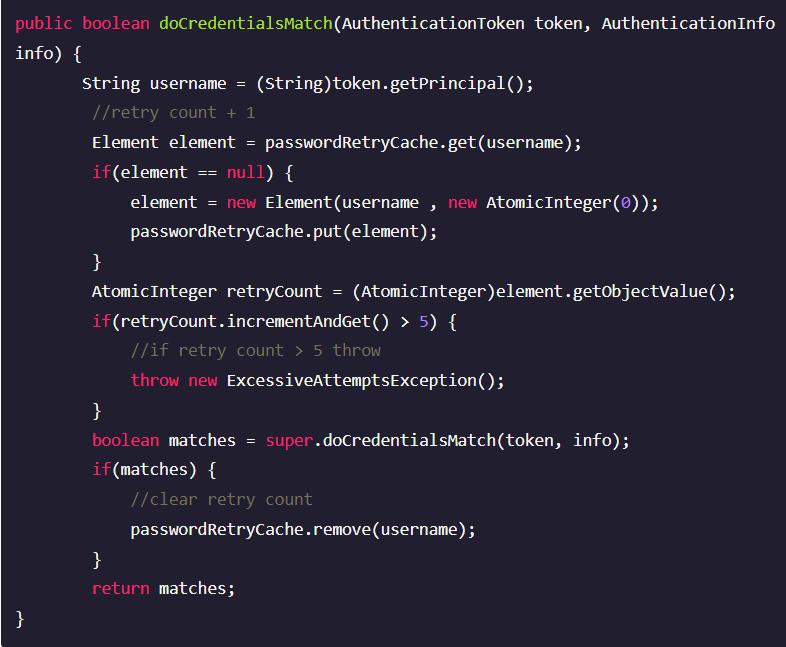 public boolean doCredentialsMatch(AuthenticationToken token, AuthenticationInfo
info) {
       String username = (String)token.getPrincipal();
        //retry count + 1
        Element element = passwordRetryCache.get(username);
        if(element == null) {
            element = new Element(username , new AtomicInteger(0));
            passwordRetryCache.put(element);
        }
        AtomicInteger retryCount = (AtomicInteger)element.getObjectValue();
        if(retryCount.incrementAndGet() > 5) {
            //if retry count > 5 throw
            throw new ExcessiveAttemptsException();
        }
        boolean matches = super.doCredentialsMatch(token, info);
        if(matches) {
            //clear retry count
            passwordRetryCache.remove(username);
        }
        return matches;
}